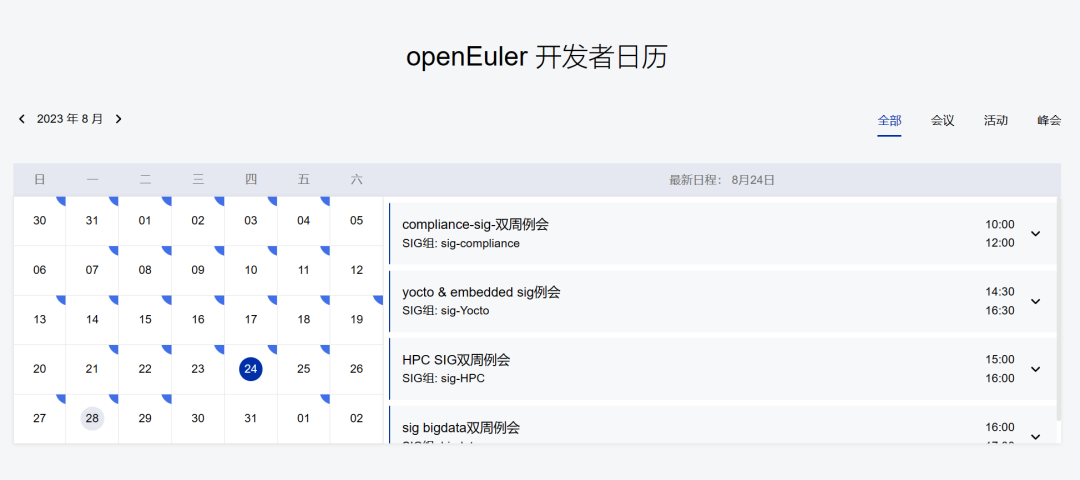 openEuler 开发者日历
2023 年 8 月
全部 会议 活动 峰会
日 一 二 三 四 五 六
最新日程： 8月24日
30 31 01 02 03 04 05
06 07 08 09 10 11 12
13 14 15 16 17 18 19
20 21 22 23 24 25 26
27 28 29 30 31 01 02
compliance-sig-双周例会 10:00
SIG组: sig-compliance 12:00
yocto & embedded sig例会 14:30
SIG组: sig-Yocto 16:30
HPC SIG双周例会 15:00
SIG组: sig-HPC 16:00
sig bigdata双周例会 16:00